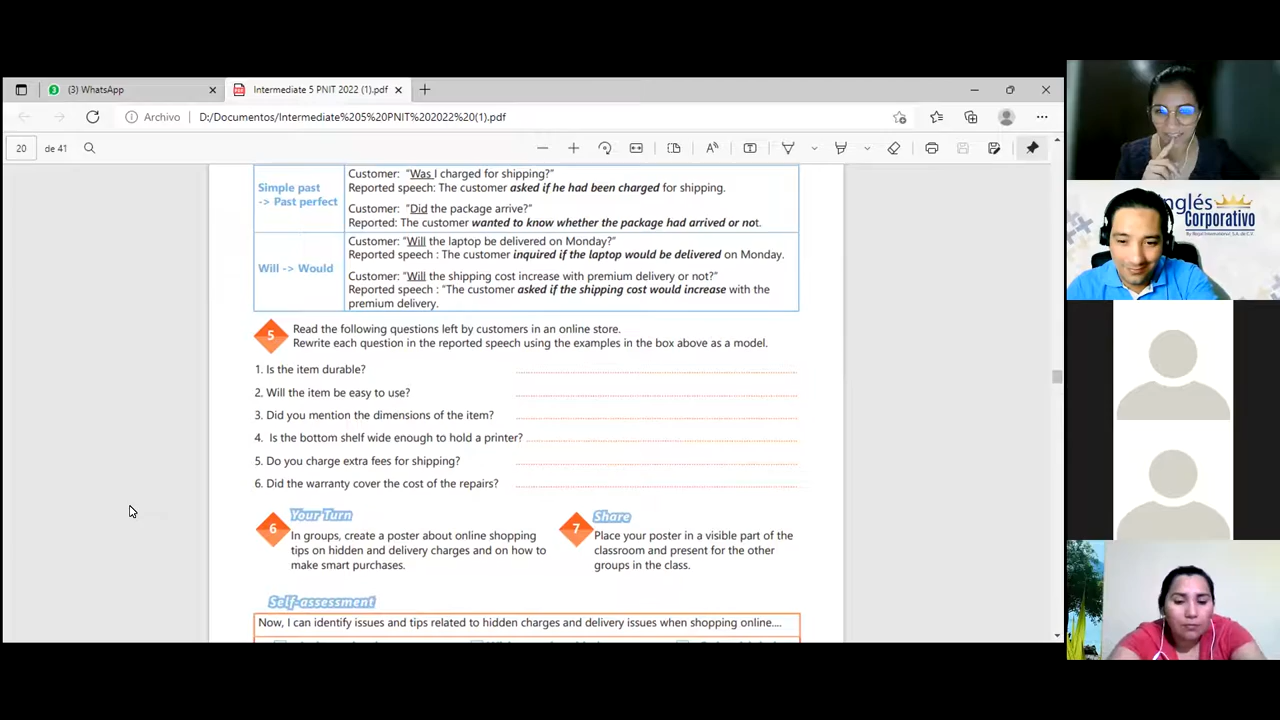 (3) WhatsApp
Intermediate 5 PNIT 2022 (1).pdf
Archivo
D:/Documentos/Intermediate%205%20PNIT%202022%20(1).pdf
20 de 41
Simple past
-> Past perfect
Customer: "Was I charged for shipping?"
Reported speech: The customer asked if he had been charged for shipping.
Customer: "Did the package arrive?"
Reported: The customer wanted to know whether the package had arrived or not.
Will -> Would
Customer: "Will the laptop be delivered on Monday?"
Reported speech : The customer inquired if the laptop would be delivered on Monday.
Customer: "Will the shipping cost increase with premium delivery or not?"
Reported speech : "The customer asked if the shipping cost would increase with the
premium delivery.
5
Read the following questions left by customers in an online store.
Rewrite each question in the reported speech using the examples in the box above as a model.
1. Is the item durable?
2. Will the item be easy to use?
3. Did you mention the dimensions of the item?
4. Is the bottom shelf wide enough to hold a printer?
5. Do you charge extra fees for shipping?
6. Did the warranty cover the cost of the repairs?
6
Your Turn
In groups, create a poster about online shopping
tips on hidden and delivery charges and on how to
make smart purchases.
7
Share
Place your poster in a visible part of the
classroom and present for the other
groups in the class.
Self-assessment
Now, I can identify issues and tips related to hidden charges and delivery issues when shopping online....
nglés
Corporativo